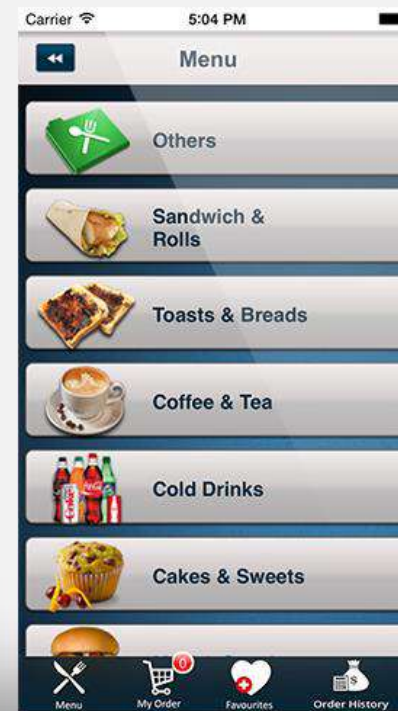 Carrier 5:04 PM
Menu
Others
Sandwich &
Rolls
Toasts & Breads
Coffee & Tea
Cold Drinks
Cakes & Sweets
0
Menu My Order Favourites Order History